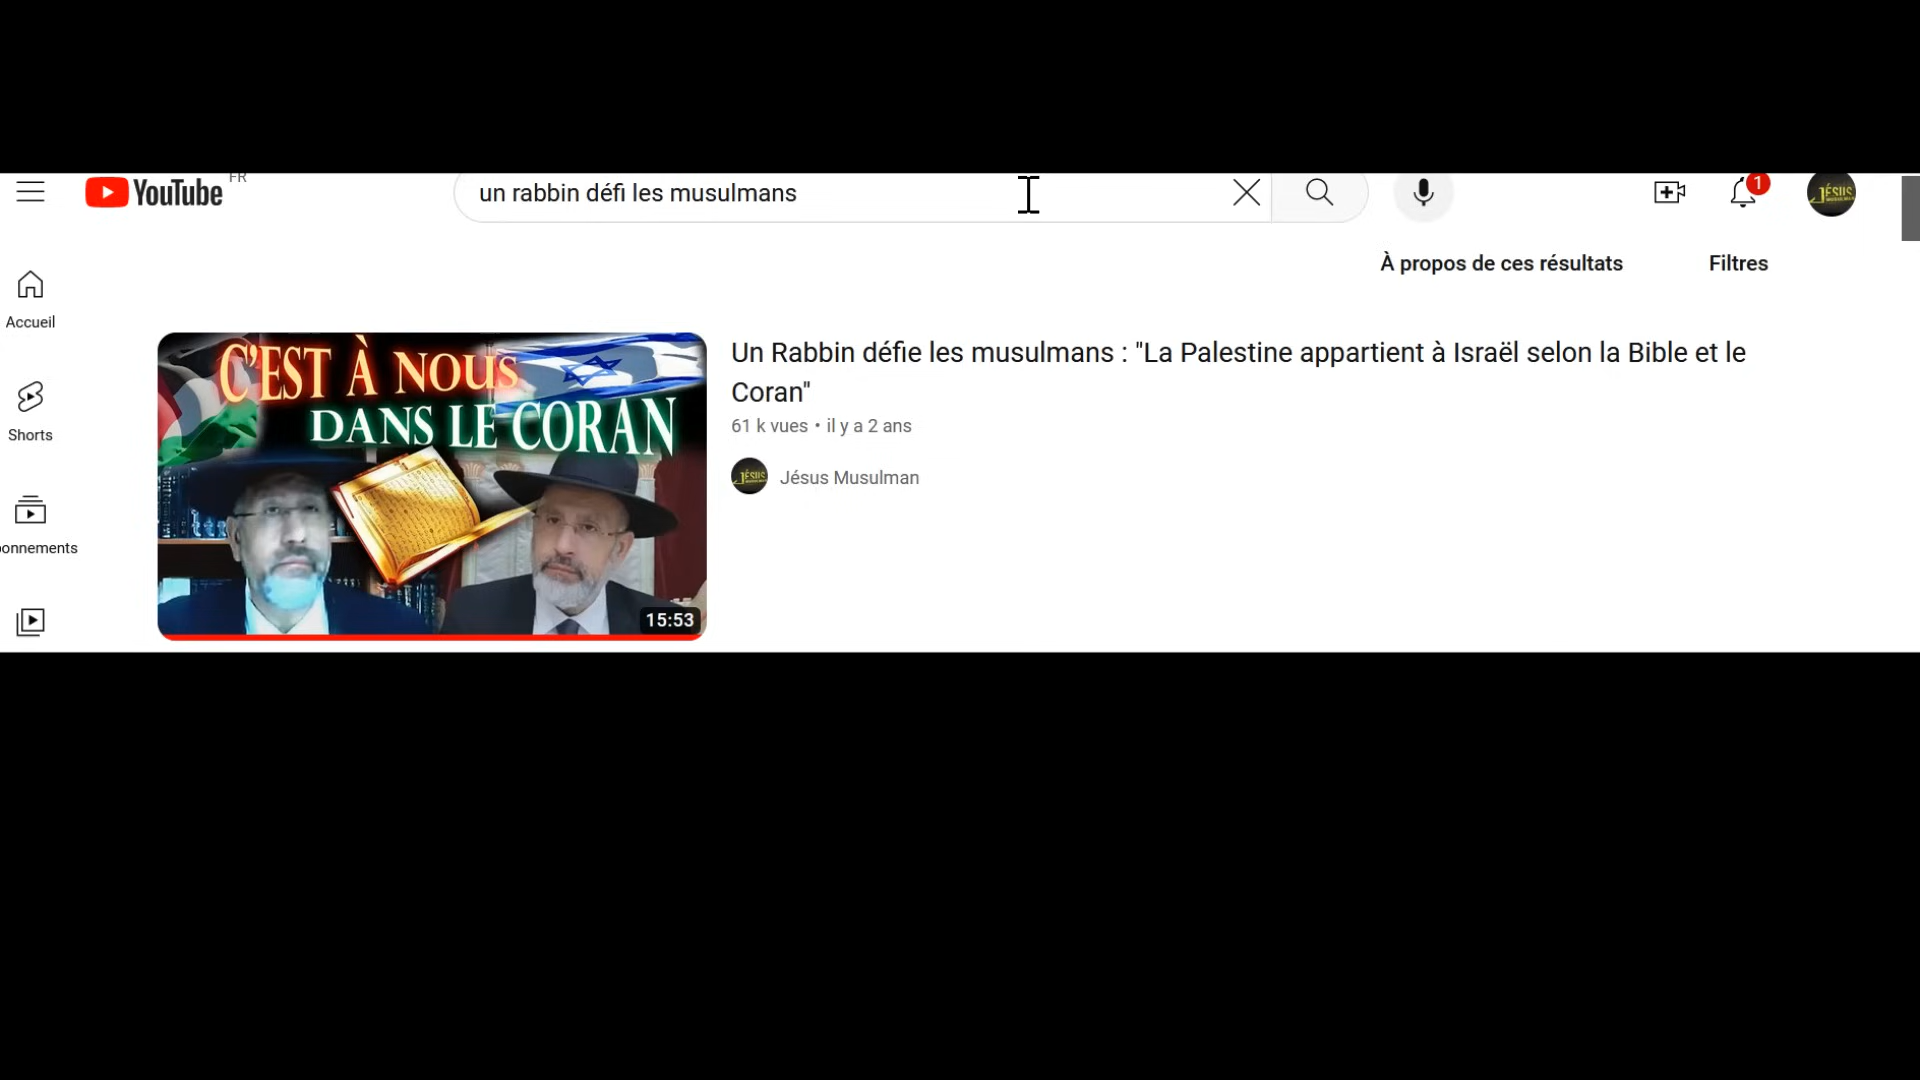 YouTube FR
un rabbin défi les musulmans
1
JÉSUS
À propos de ces résultats
Filtres
Accueil
Shorts
onnements
C'EST À NOUS
DANS LE CORAN
15:53
Un Rabbin défie les musulmans : "La Palestine appartient à Israël selon la Bible et le
Coran"
61 k vues • il y a 2 ans
JÉSUS
Jésus Musulman